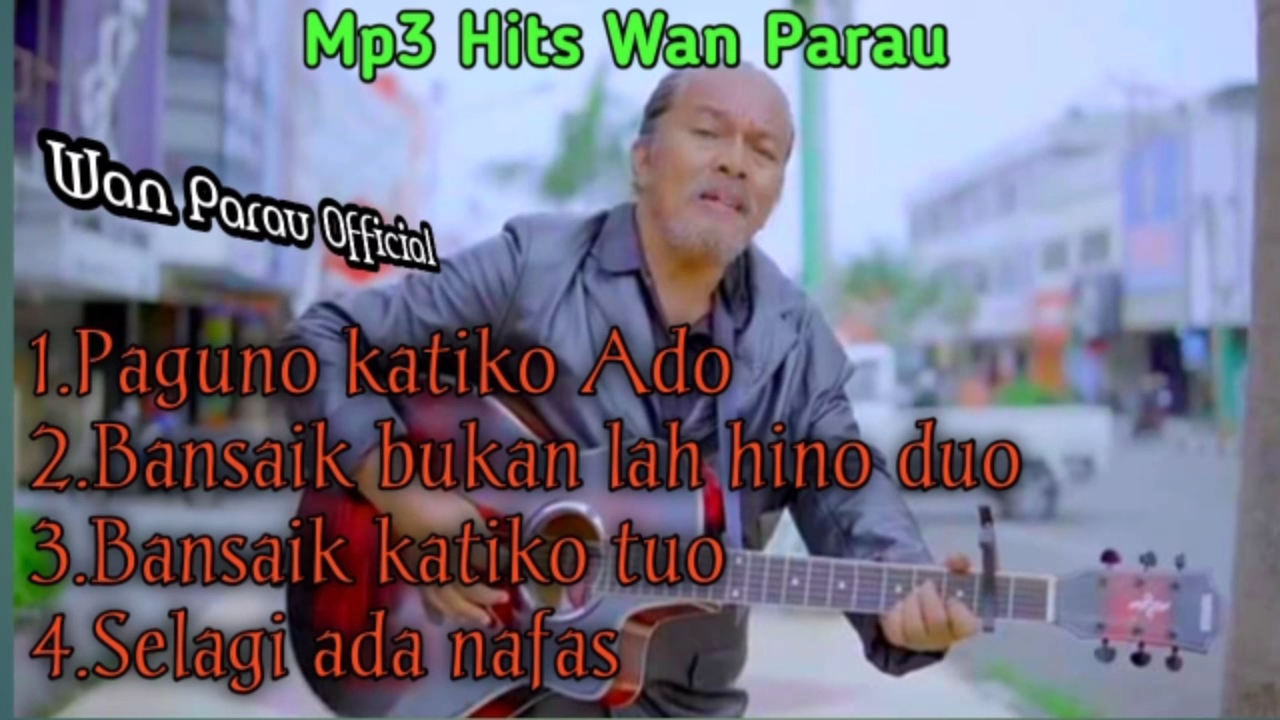 Mp3 Hits Wan Parau
Wan Parau Official
1.Paguno katiko Ado
2.Bansaik bukan lah hino duo
3.Bansaik katiko tuo
4.Selagi ada nafas